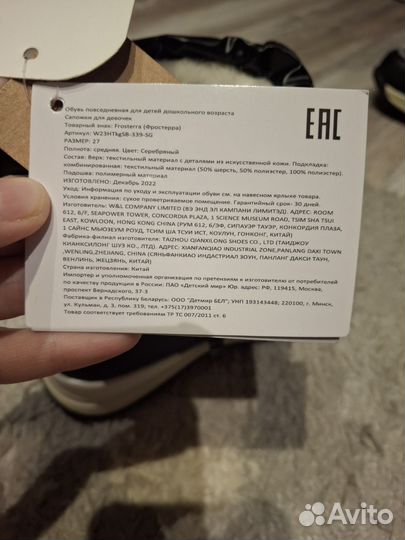 Обувь повседневная для детей дошкольного возраста
Сапожки для девочек
Товарный знак: Frosterra (Фростерра)
Артикул: W23HTkgSB-339-SG
Размер: 27
Полнота: средняя. Цвет: Серебряный
Состав: Верх: текстильный материал с деталями из искусственной кожи. Подкладка:
комбинированная: текстильный материал (50% шерсть, 50% полиэстер, 100% полиэстер).
Подошва: полимерный материал
ИЗГОТОВЛЕНО: Декабрь 2022
Уход: Информация по уходу и эксплуатации обуви см. на навесном ярлыке товара.
Условия хранения: сухое проветриваемое помещение. Гарантийный срок: 30 дней.
Изготовитель: W&L COMPANY LIMITED (ВЭ ЭНД ЭЛ КАМПАНИ ЛИМИТЭД). АДРЕС: ROOM
612, 6/F, SEAPOWER TOWER, CONCORDIA PLAZA, 1 SCIENCE MUSEUM ROAD, TSIM SHA TSUI
EAST, KOWLOON, HONG KONG CHINA (РУМ 612, 6/ЭФ, СИПАУЭР ТАУЭР, КОНКОРДИЯ ПЛАЗА,
1 САЙНС МЬЮЗЕУМ РОУД, ТСИМ ША ТСУИ ИСТ, КОУЛУН, ГОНКОНГ, КИТАЙ)
Фабрика-филиал изготовителя: TAIZHOU QIANXILONG SHOES CO., LTD (ТАИДЖОУ
КИАНКСИЛОНГ ШУЗ КО., ЛТД) АДРЕС: XIANFANQIAO INDUSTRIAL ZONE,PANLANG DAXI TOWN
,WENLING,ZHEJIANG, CHINA (СЯНЬФАНКИАО ИНДАСТРИАЛ ЗОУН, ПАНЛАНГ ДАКСИ ТАУН,
ВЕНЛИНЬ, ЖЕЦЗЯНЬ, КИТАЙ)
Страна изготовления: Китай
Импортер и уполномоченная организация по претензиям к изготовителю от потребителей
по качеству продукции в России: ПАО «Детский мир» Юр. адрес: РФ, 119415, Москва,
проспект Вернадского, 37-3
Поставщик в Республику Беларусь: ООО "Детмир БЕЛ"; УНП 193143448; 220100, г. Минск,
ул. Кульман, д. 3, пом. 319, тел.: +375(17)3970001
Товар соответствует требованиям ТР ТС 007/2011 ст. 6
EAC
Avito